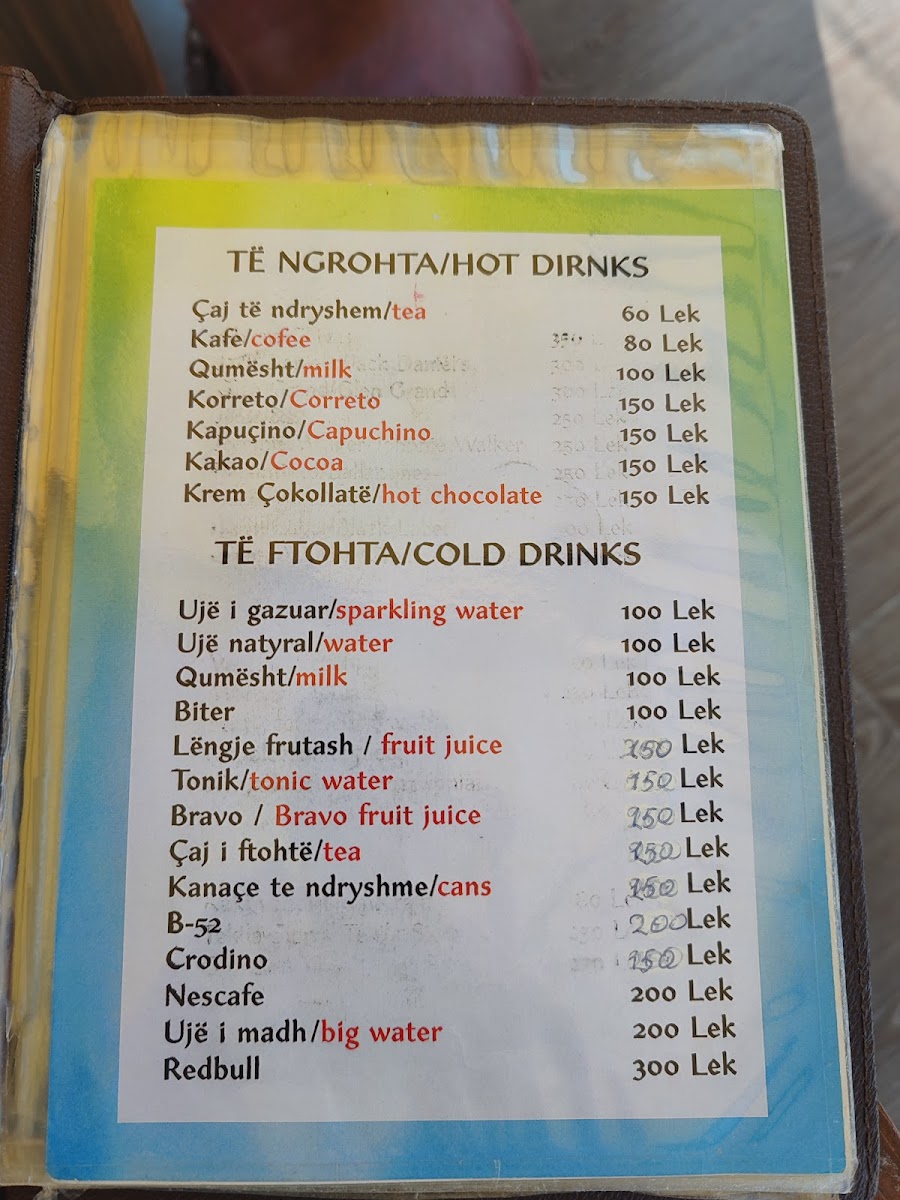 TË NGROHTA/HOT DIRNKS
Çaj të ndryshem/tea 60 Lek
Kafe/cofee 80 Lek
Qumësht/milk 100 Lek
Korreto/Correto 150 Lek
Kapuçino/Capuchino 150 Lek
Kakao/Cocoa 150 Lek
Krem Çokollatë/hot chocolate 150 Lek
TË FTOHTA/COLD DRINKS
Ujë i gazuar/sparkling water 100 Lek
Ujë natyral/water 100 Lek
Qumësht/milk 100 Lek
Biter 100 Lek
Lëngje frutash / fruit juice 150 Lek
Tonik/tonic water 150 Lek
Bravo / Bravo fruit juice 150 Lek
Çaj i ftohtë/tea 150 Lek
Kanaçe te ndryshme/cans 150 Lek
B-52 200 Lek
Crodino 150 Lek
Nescafe 200 Lek
Ujë i madh/big water 200 Lek
Redbull 300 Lek